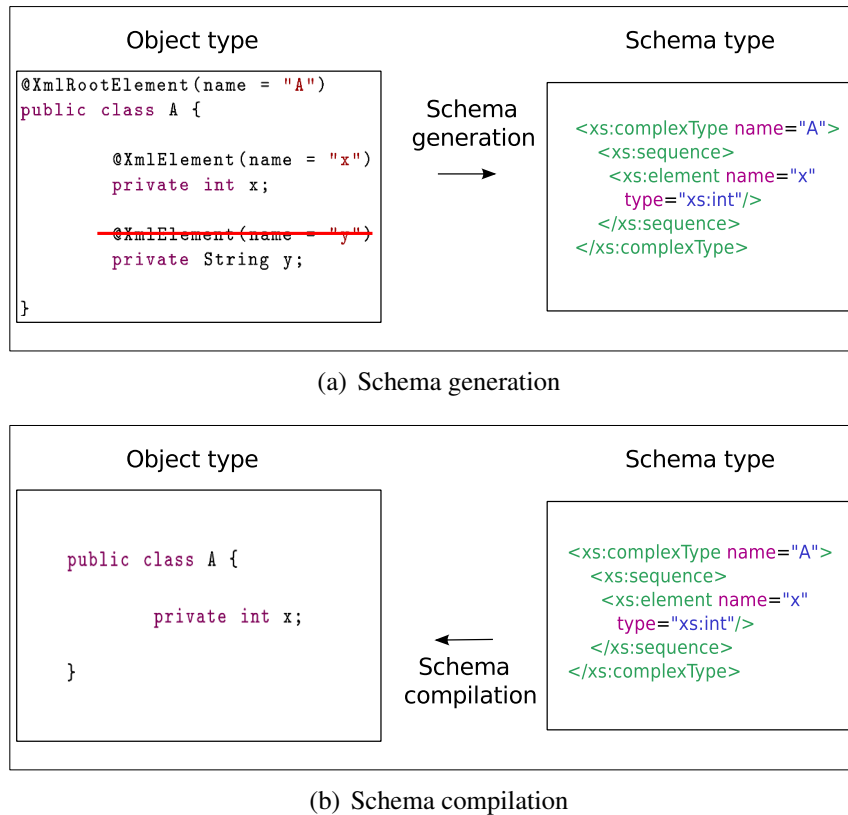 Object type
Schema type
@XmlRootElement(name = "A")
public class A {
@XmlElement(name = "x")
private int x;
@XmlElement(name = "y")
private String y;
}
Schema
generation
<xs:complexType name="A">
<xs:sequence>
<xs:element name="x"
type="xs:int"/>
</xs:sequence>
</xs:complexType>
(a) Schema generation
Object type
Schema type
public class A {
private int x;
}
Schema
compilation
<xs:complexType name="A">
<xs:sequence>
<xs:element name="x"
type="xs:int"/>
</xs:sequence>
</xs:complexType>
(b) Schema compilation